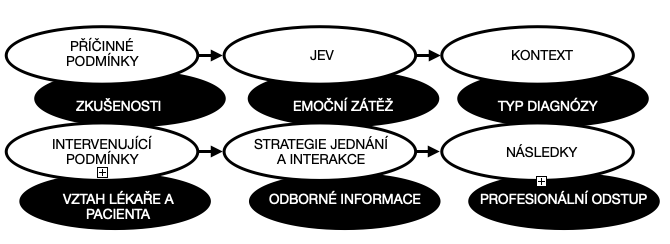 PŘÍČINNÉ
PODMÍNKY
JEV
KONTEXT
ZKUŠENOSTI
EMOČNÍ ZÁTĚŽ
TYP DIAGNÓZY
INTERVENUJÍCÍ
PODMÍNKY
STRATEGIE JEDNÁNÍ
A INTERAKCE
NÁSLEDKY
VZTAH LÉKAŘE A
PACIENTA
ODBORNÉ INFORMACE
PROFESIONÁLNÍ ODSTUP